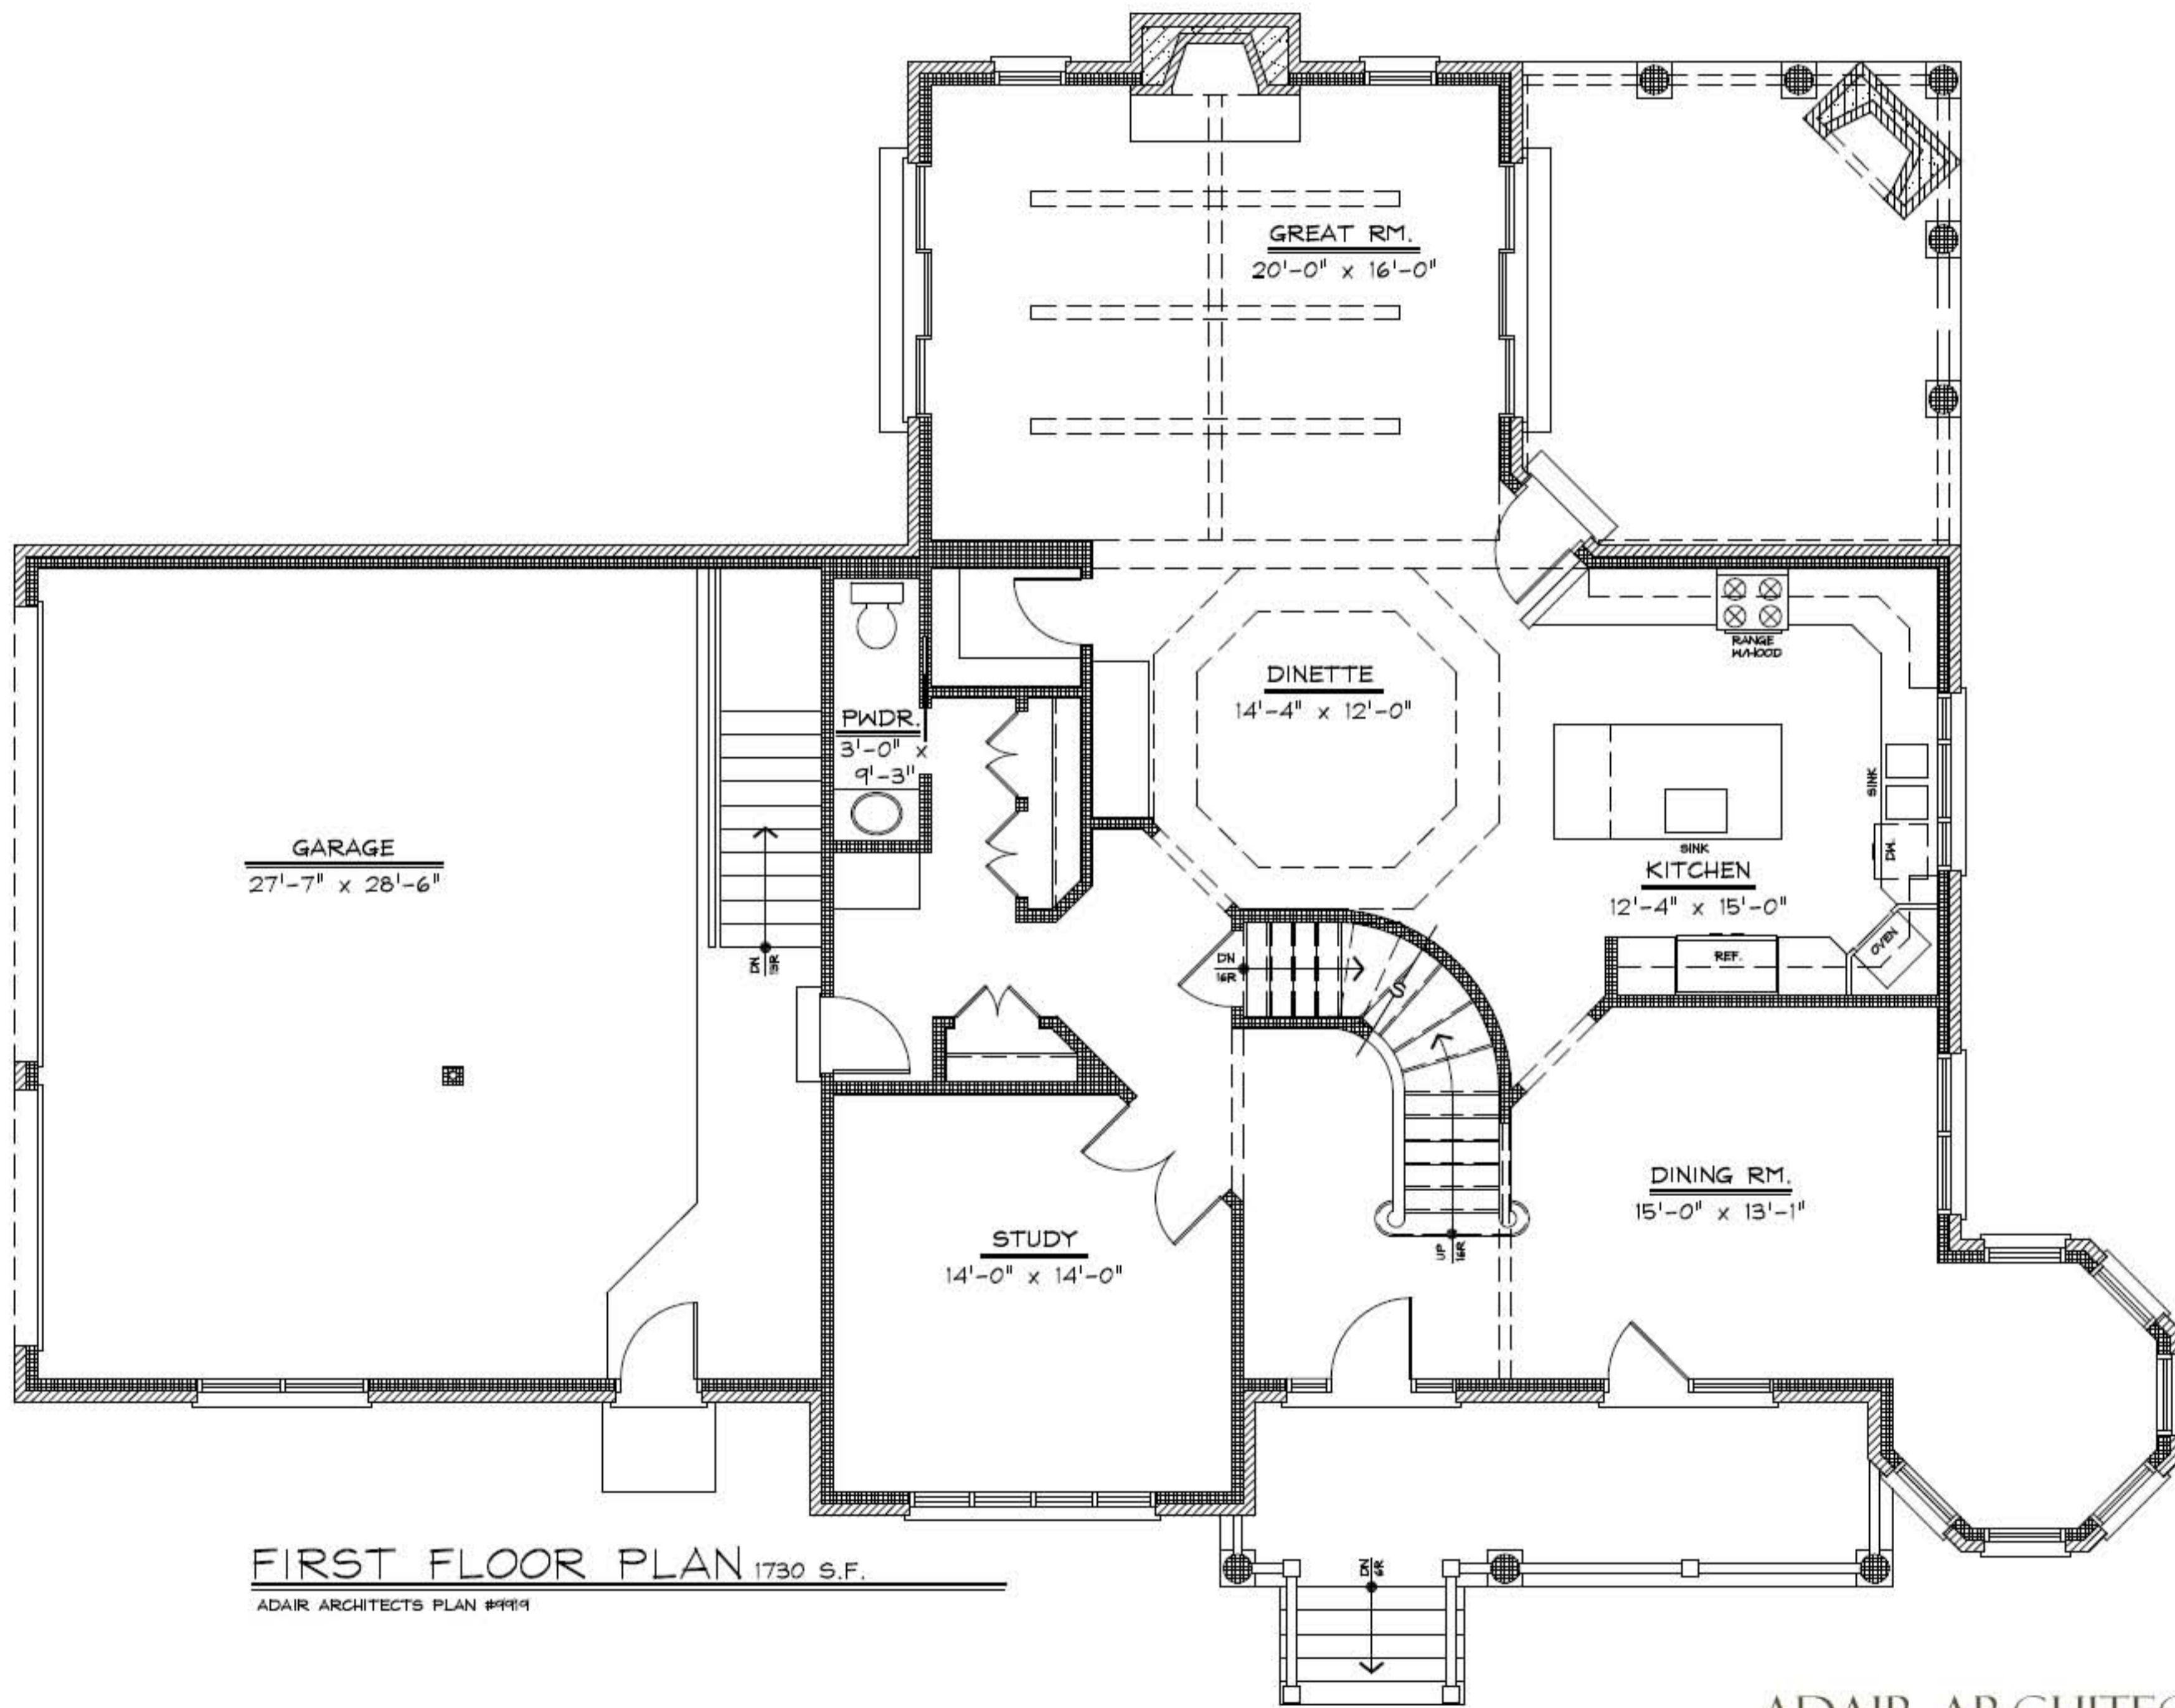 GREAT RM.
20'-0" x 16'-0"
RANGE
W/HOOD
DINETTE
14'-4" x 12'-0"
PWDR.
3'-0" x
9'-3"
SINK
SINK
DW.
KITCHEN
12'-4" x 15'-0"
GARAGE
27'-7" x 28'-6"
OVEN
REF.
DN
13R
DN
16R
S
DINING RM.
15'-0" x 13'-1"
STUDY
14'-0" x 14'-0"
UP
16R
FIRST FLOOR PLAN 1730 S.F.
ADAIR ARCHITECTS PLAN #9919
DN
6R